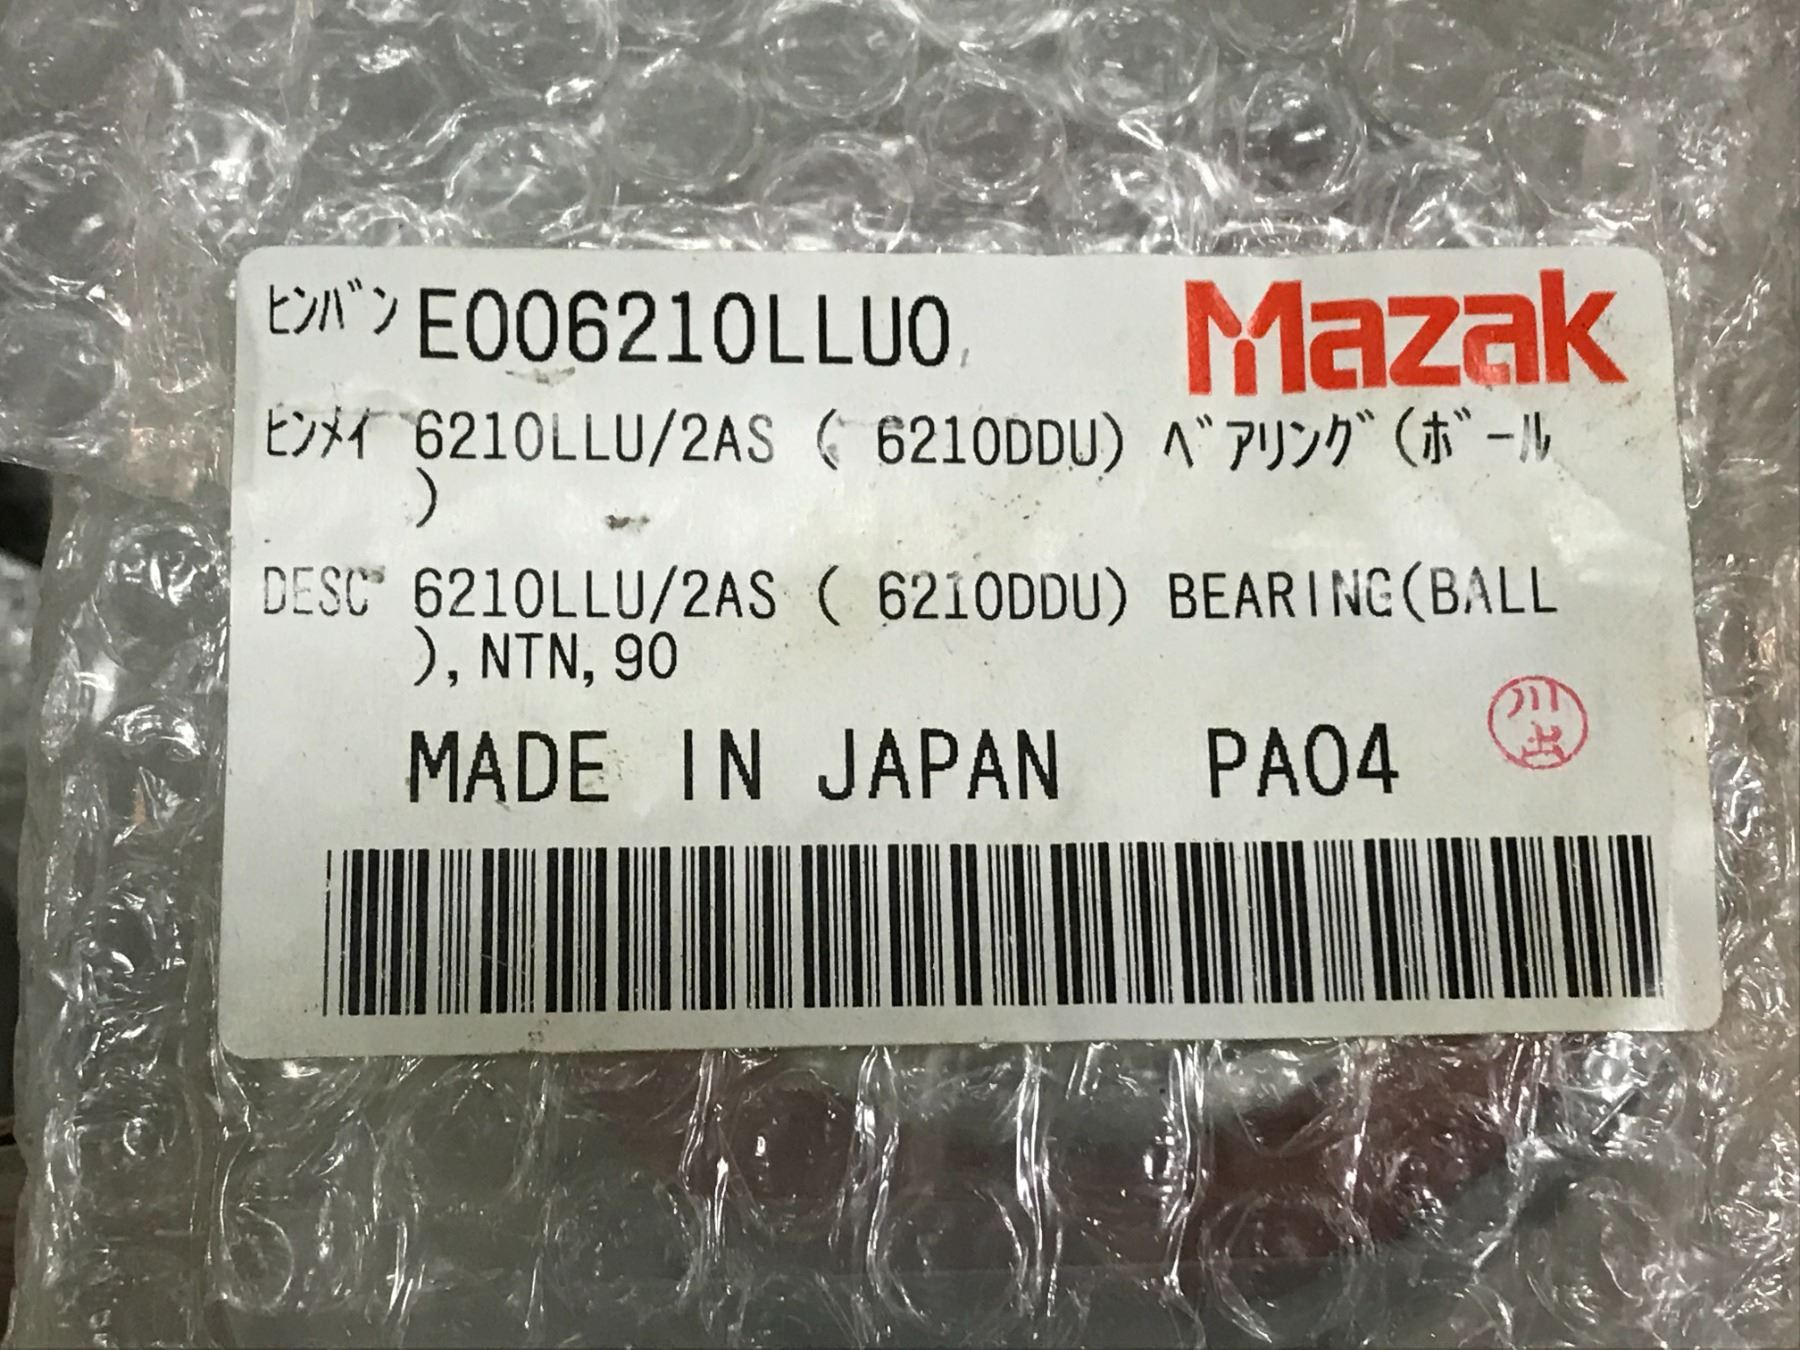 ﾋﾝﾊﾞﾝ E006210LLU0 Mazak
ﾋﾝﾒｲ 6210LLU/2AS ( 6210DDU) ﾍﾞｱﾘﾝｸﾞ(ﾎﾞｰﾙ
)
DESC 6210LLU/2AS ( 6210DDU) BEARING(BALL
), NTN, 90
MADE IN JAPAN PA04
川